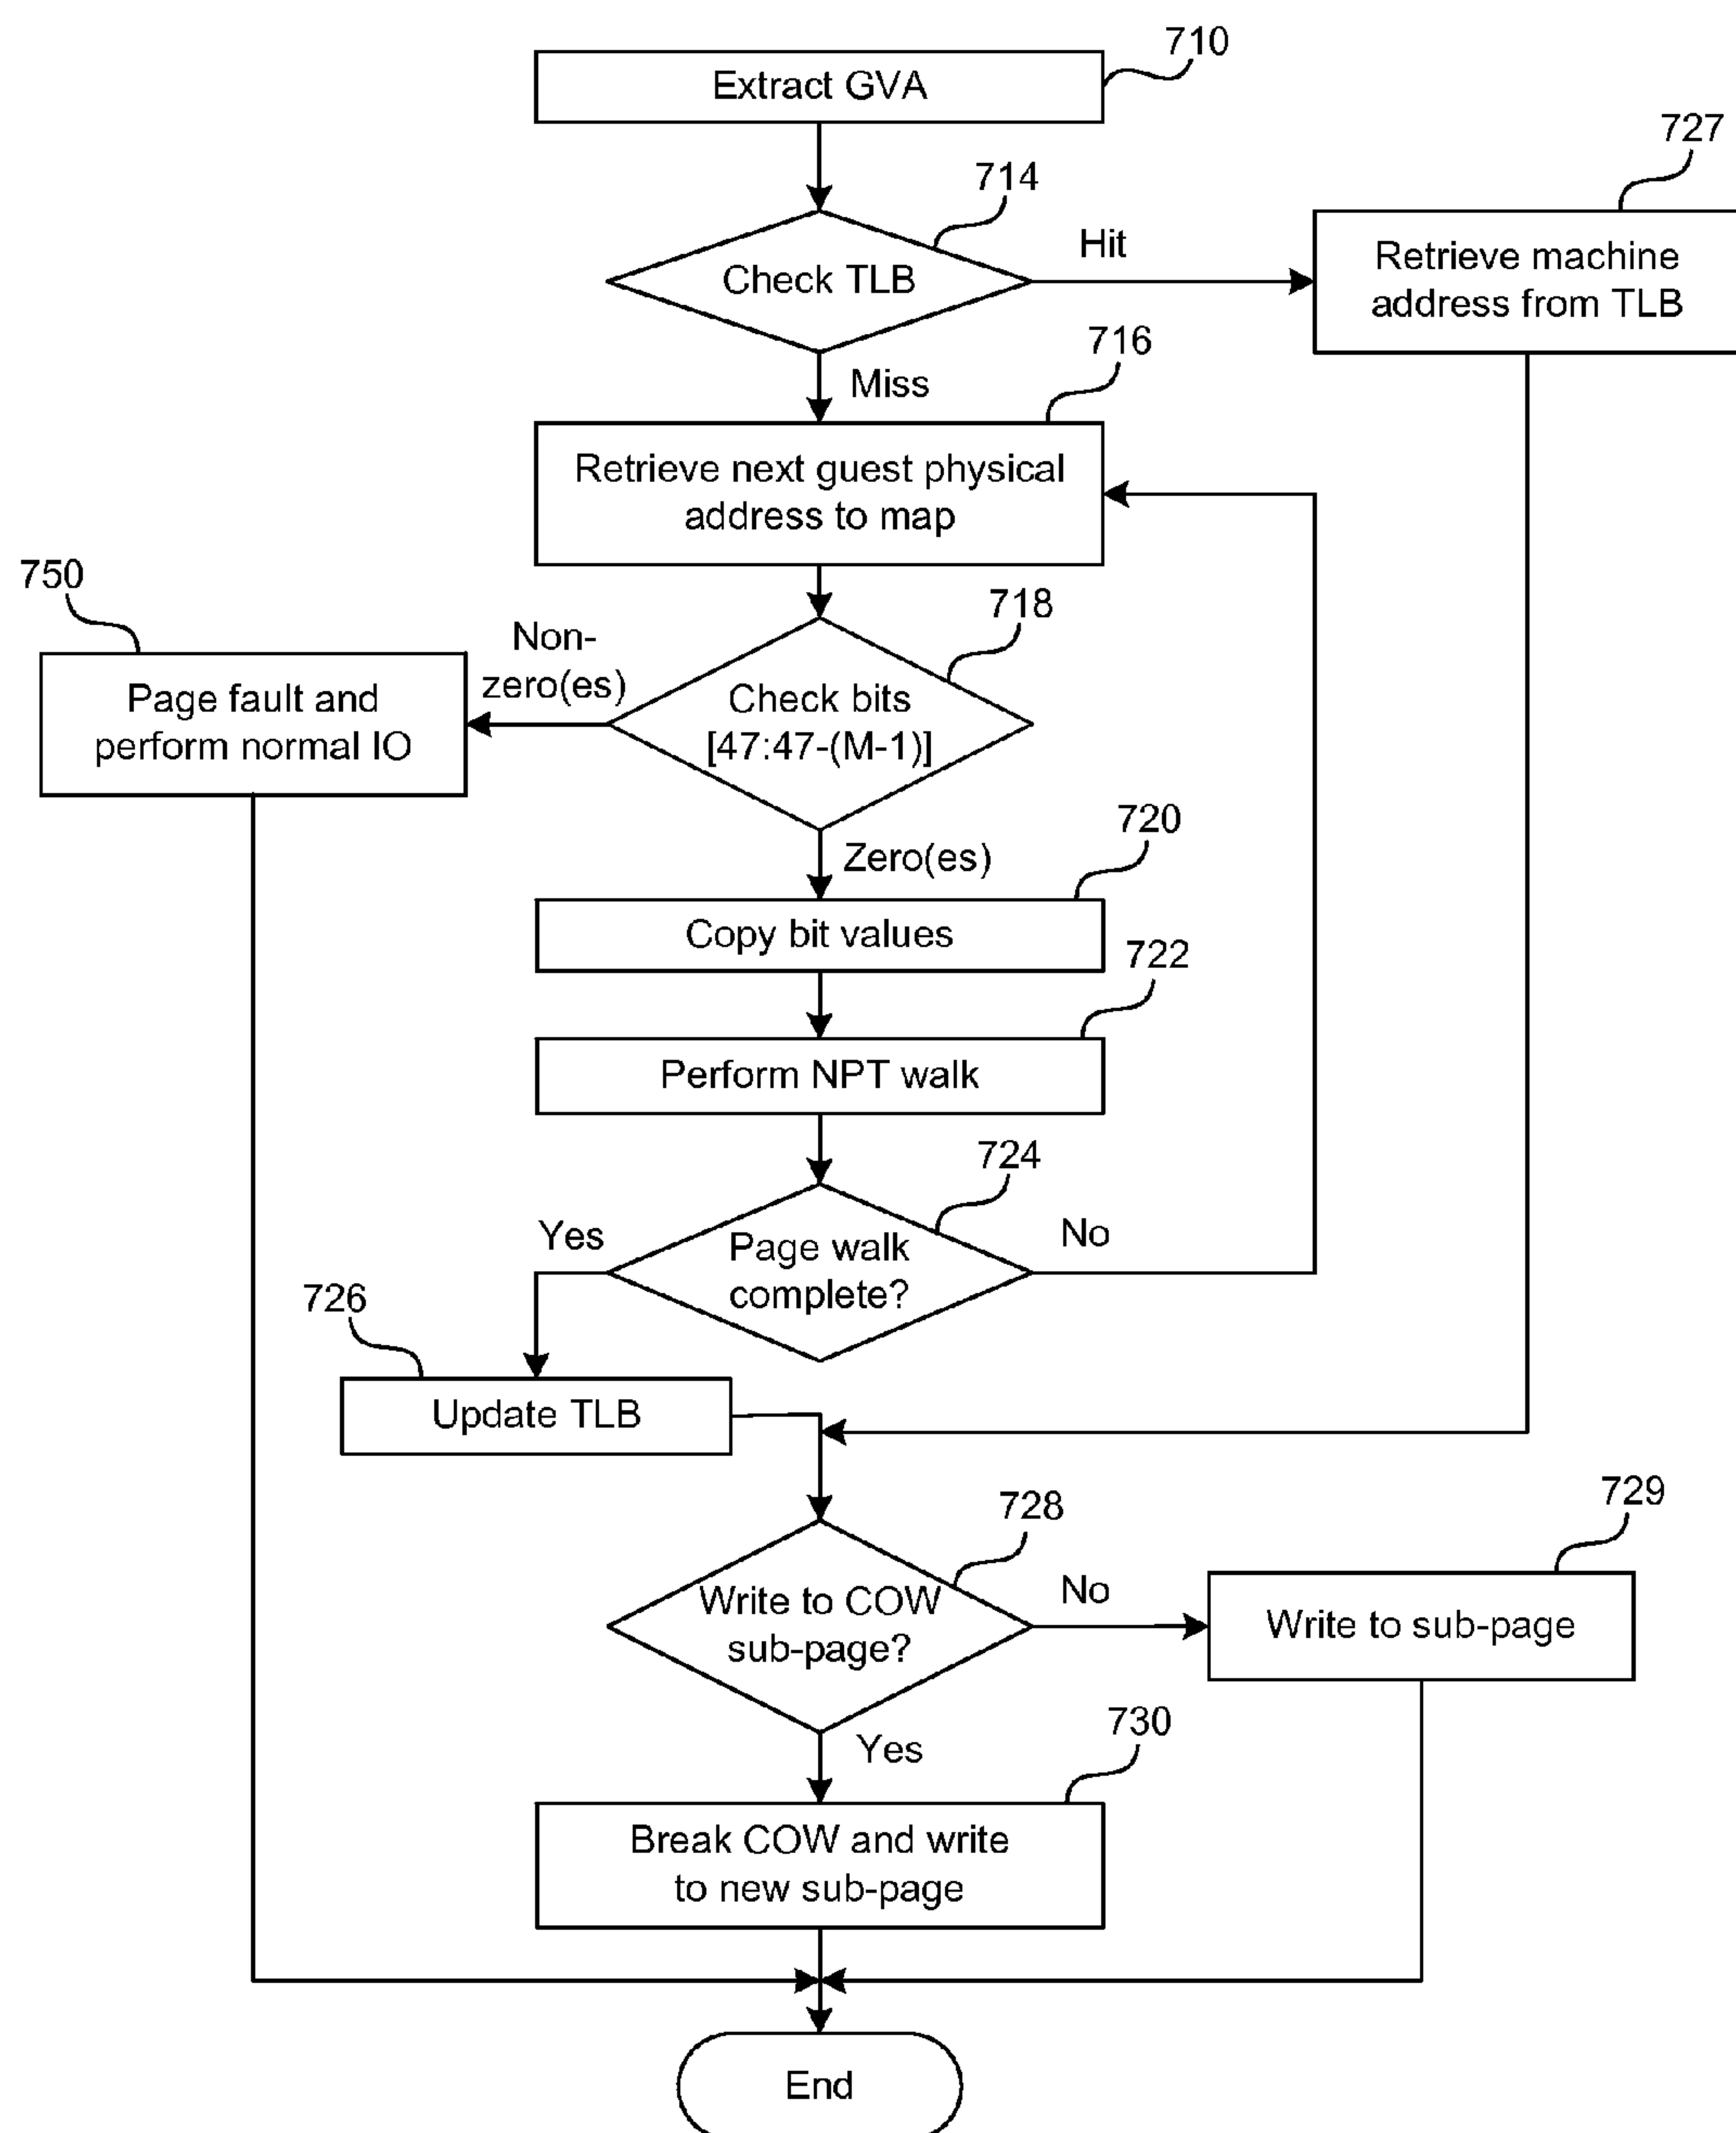 710
Extract GVA
727
714
Check TLB
Hit
Retrieve machine
address from TLB
716
Miss
Retrieve next guest physical
address to map
750
718
Non-
zero(es)
Page fault and
perform normal IO
Check bits
[47:47-(M-1)]
720
Zero(es)
Copy bit values
722
Perform NPT walk
724
Yes
No
Page walk
complete?
726
Update TLB
728
729
Write to COW
sub-page?
No
Write to sub-page
730
Yes
Break COW and write
to new sub-page
End